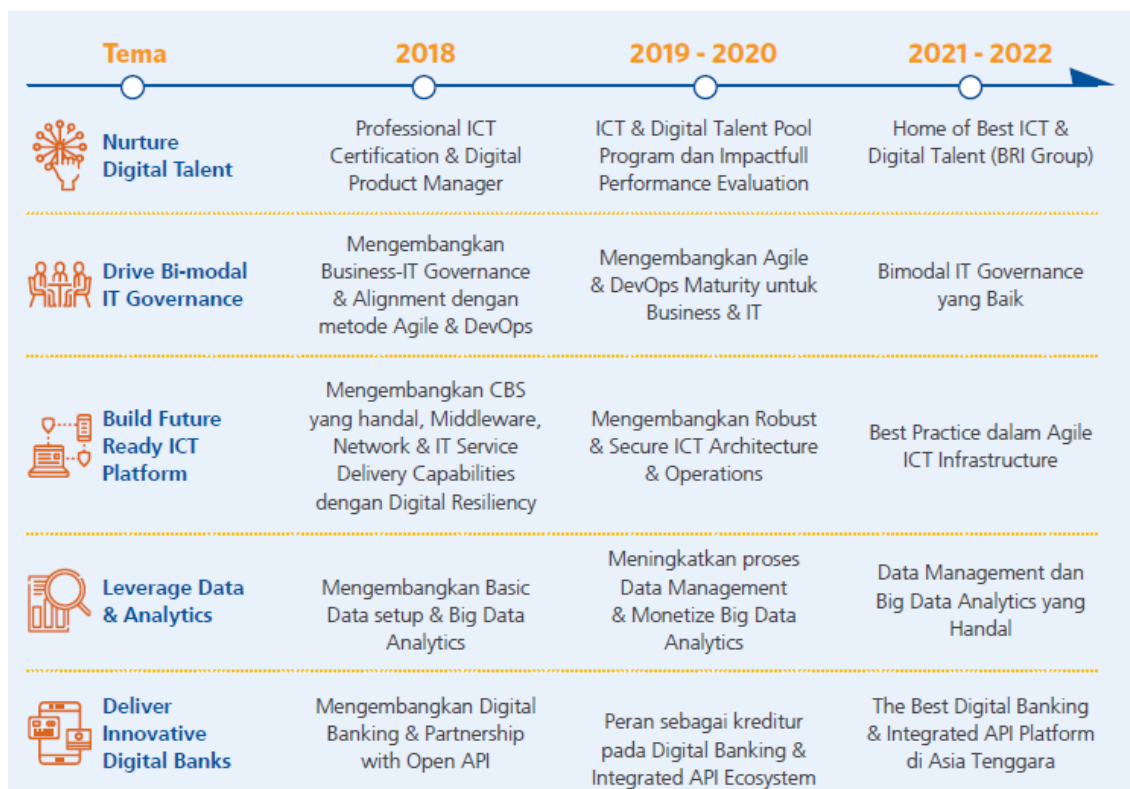 Tema
2018
2019 - 2020
2021 - 2022
Nurture
Digital Talent
Professional ICT
Certification & Digital
Product Manager
ICT & Digital Talent Pool
Program dan Impactfull
Performance Evaluation
Home of Best ICT &
Digital Talent (BRI Group)
Drive Bi-modal
IT Governance
Mengembangkan
Business-IT Governance
& Alignment dengan
metode Agile & DevOps
Mengembangkan Agile
& DevOps Maturity untuk
Business & IT
Bimodal IT Governance
yang Baik
Build Future
Ready ICT
Platform
Mengembangkan CBS
yang handal, Middleware,
Network & IT Service
Delivery Capabilities
dengan Digital Resiliency
Mengembangkan Robust
& Secure ICT Architecture
& Operations
Best Practice dalam Agile
ICT Infrastructure
Leverage Data
& Analytics
Mengembangkan Basic
Data setup & Big Data
Analytics
Meningkatkan proses
Data Management
& Monetize Big Data
Analytics
Data Management dan
Big Data Analytics yang
Handal
Deliver
Innovative
Digital Banks
Mengembangkan Digital
Banking & Partnership
with Open API
Peran sebagai kreditur
pada Digital Banking &
Integrated API Ecosystem
The Best Digital Banking
& Integrated API Platform
di Asia Tenggara